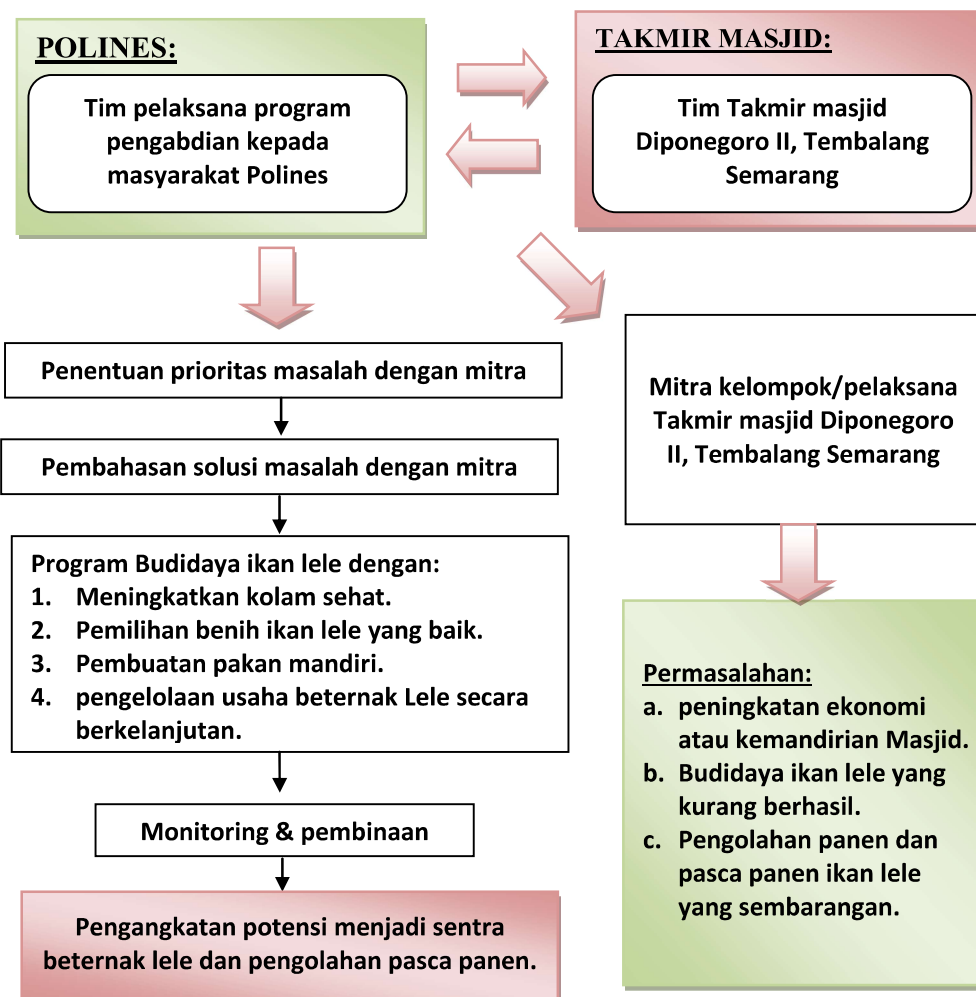 POLINES:
Tim pelaksana program
pengabdian kepada
masyarakat Polines
TAKMIR MASJID:
Tim Takmir masjid
Diponegoro II, Tembalang
Semarang
Penentuan prioritas masalah dengan mitra
Pembahasan solusi masalah dengan mitra
Program Budidaya ikan lele dengan:
1. Meningkatkan kolam sehat.
2. Pemilihan benih ikan lele yang baik.
3. Pembuatan pakan mandiri.
4. pengelolaan usaha beternak Lele secara
berkelanjutan.
Monitoring & pembinaan
Pengangkatan potensi menjadi sentra
beternak lele dan pengolahan pasca panen.
Mitra kelompok/pelaksana
Takmir masjid Diponegoro
II, Tembalang Semarang
Permasalahan:
a. peningkatan ekonomi
atau kemandirian Masjid.
b. Budidaya ikan lele yang
kurang berhasil.
c. Pengolahan panen dan
pasca panen ikan lele
yang sembarangan.